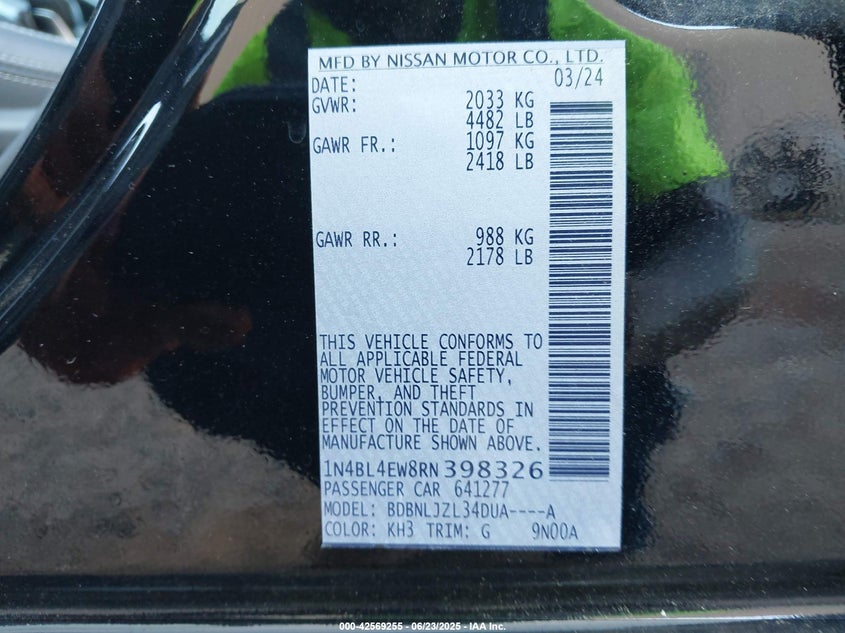 MFD BY NISSAN MOTOR CO., LTD.
DATE: 03/24
GVWR: 2033 KG
4482 LB
GAWR FR.: 1097 KG
2418 LB
GAWR RR.: 988 KG
2178 LB
THIS VEHICLE CONFORMS TO
ALL APPLICABLE FEDERAL
MOTOR VEHICLE SAFETY,
BUMPER, AND THEFT
PREVENTION STANDARDS IN
EFFECT ON THE DATE OF
MANUFACTURE SHOWN ABOVE.
1N4BL4EW8RN398326
PASSENGER CAR 641277
MODEL: BDBNLJZL34DUA----A
COLOR: KH3 TRIM: G 9N00A
000-42569255 - 06/23/2025 - IAA Inc.